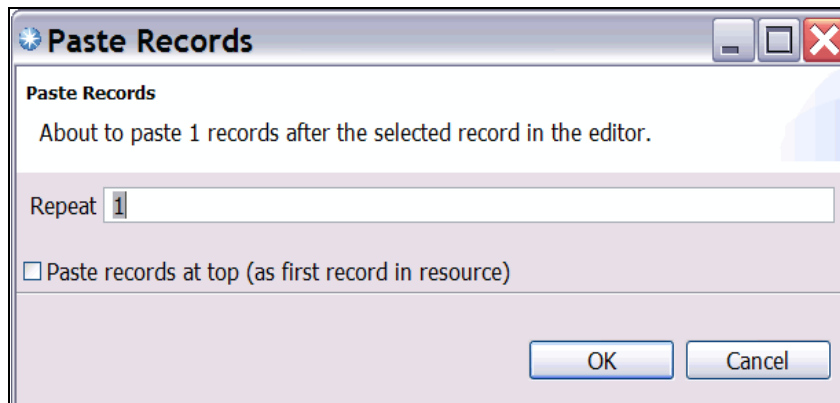 Paste Records
Paste Records
About to paste 1 records after the selected record in the editor.
Repeat 1
Paste records at top (as first record in resource)
OK Cancel